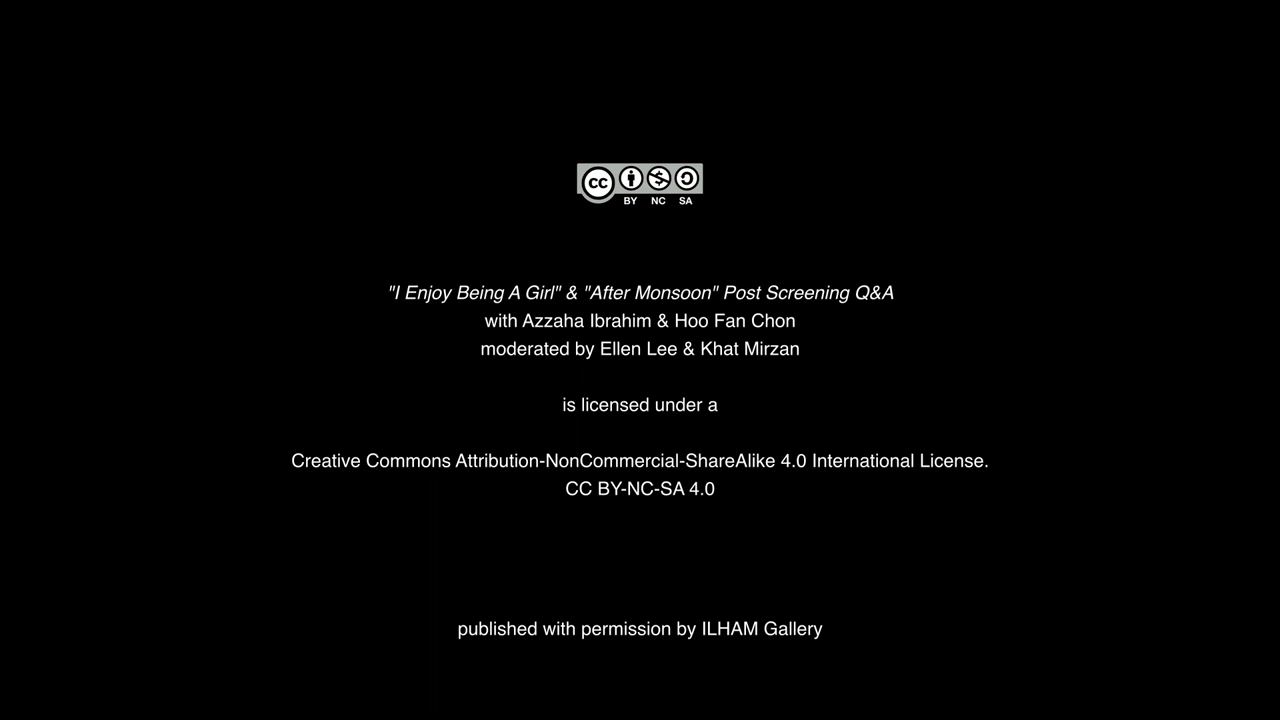 cc BY NC SA
"I Enjoy Being A Girl" & "After Monsoon" Post Screening Q&A
with Azzaha Ibrahim & Hoo Fan Chon
moderated by Ellen Lee & Khat Mirzan
is licensed under a
Creative Commons Attribution-NonCommercial-ShareAlike 4.0 International License.
CC BY-NC-SA 4.0
published with permission by ILHAM Gallery